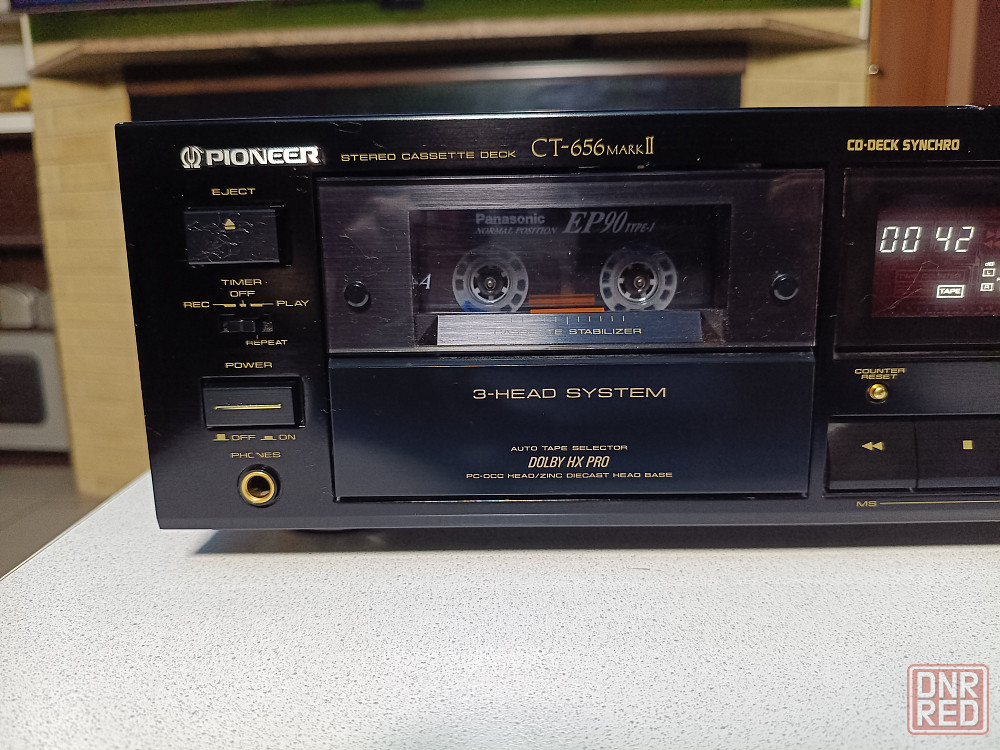 PIONEER STEREO CASSETTE DECK CT-656 MARK II CD-DECK SYNCHRO
EJECT
Panasonic EP90 TYPE-I
NORMAL POSITION
A
00 42
TAPE
TIMER
OFF
REC PLAY
REPEAT
STABILIZER
POWER
COUNTER
RESET
3-HEAD SYSTEM
OFF ON
AUTO TAPE SELECTOR
DOLBY HX PRO
PC-OCC HEAD/ZINC DIECAST HEAD BASE
PHONES
MS
DNR
RED